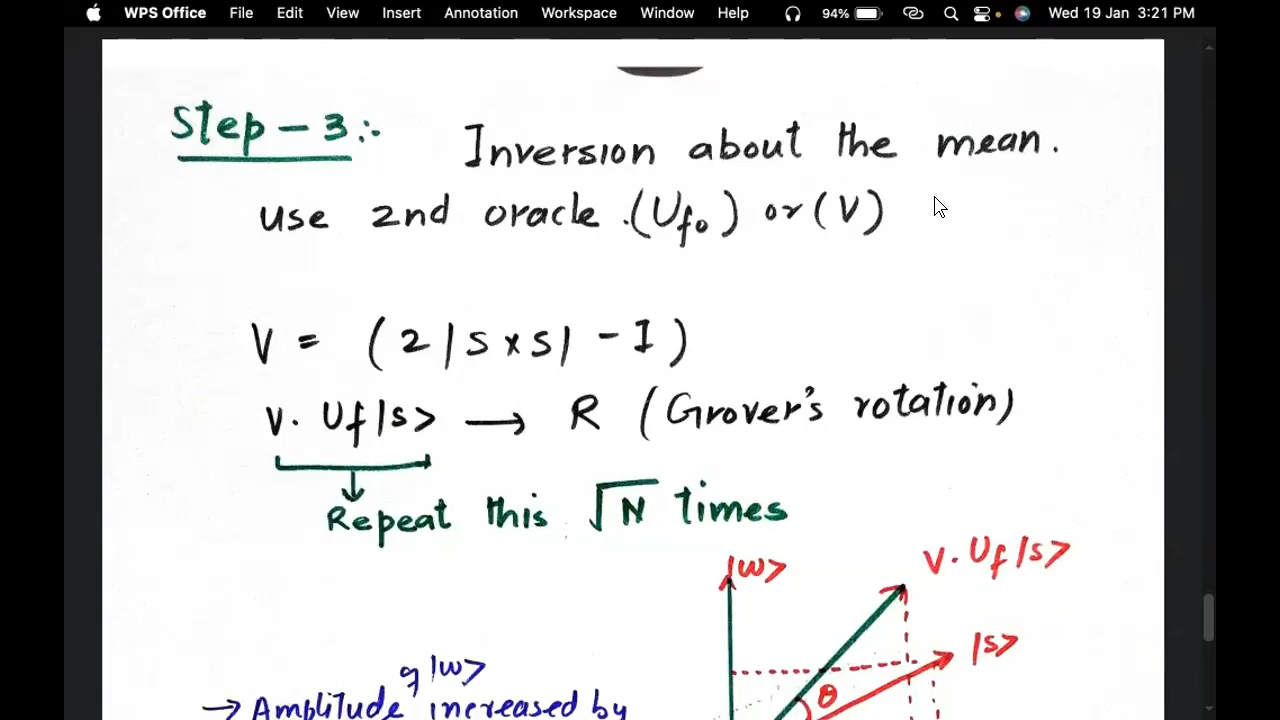 WPS Office File Edit View Insert Annotation Workspace Window Help 94% Wed 19 Jan 3:21 PM
Step-3:- Inversion about the mean.
use 2nd oracle. (Uf₀) or (V)
V = (2|s×s| - I)
V. Uf|s> → R (Grover's rotation)
Repeat this √N times
|w>
V. Uf|s>
|s>
θ
→ Amplitude of |w> increased by